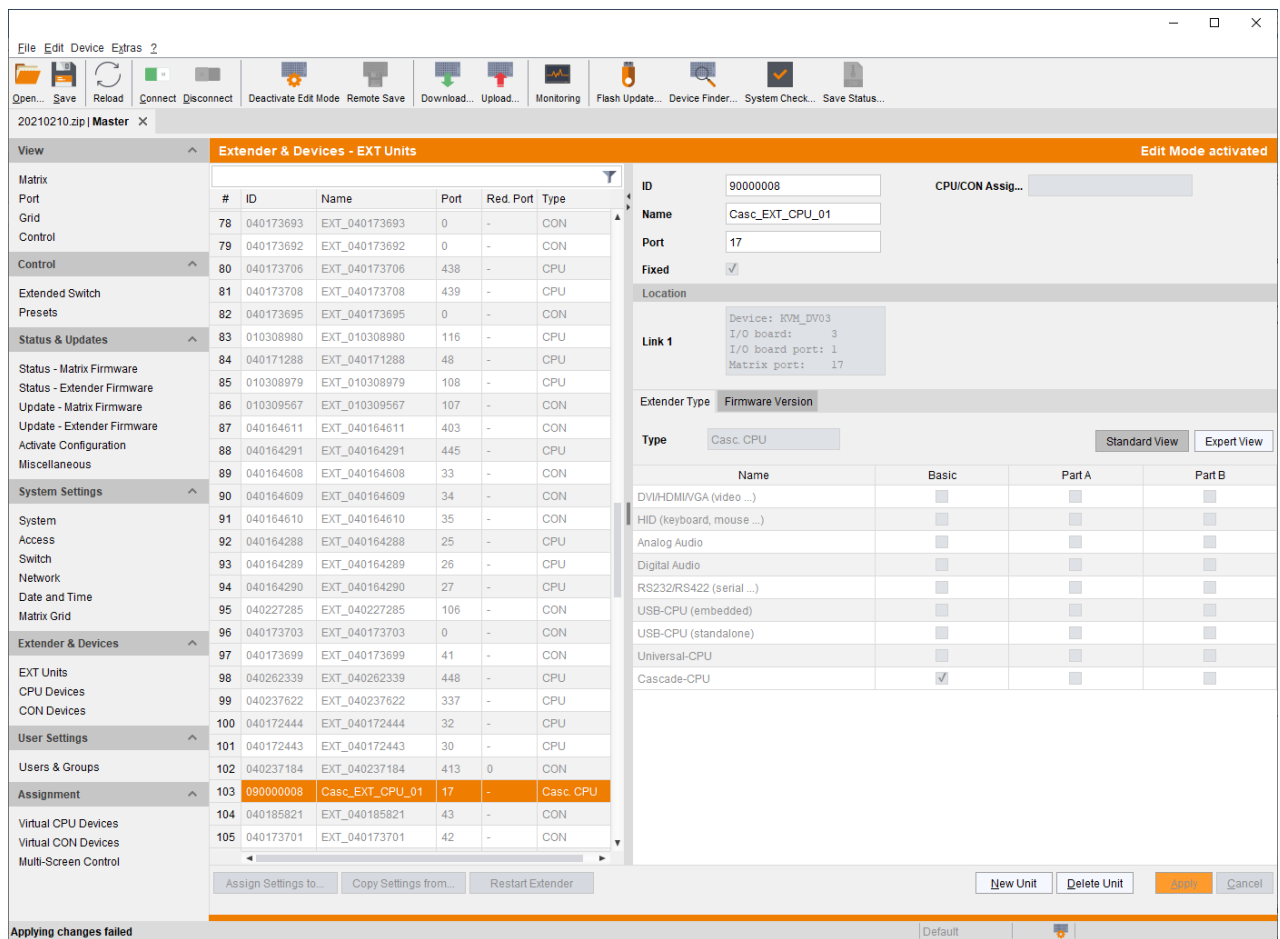 File Edit Device Extras ?
Open... Save Reload Connect Disconnect Deactivate Edit Mode Remote Save Download... Upload... Monitoring Flash Update... Device Finder... System Check... Save Status...
20210210.zip | Master
View
Matrix
Port
Grid
Control
Control
Extended Switch
Presets
Status & Updates
Status - Matrix Firmware
Status - Extender Firmware
Update - Matrix Firmware
Update - Extender Firmware
Activate Configuration
Miscellaneous
System Settings
System
Access
Switch
Network
Date and Time
Matrix Grid
Extender & Devices
EXT Units
CPU Devices
CON Devices
User Settings
Users & Groups
Assignment
Virtual CPU Devices
Virtual CON Devices
Multi-Screen Control
Extender & Devices - EXT Units Edit Mode activated
# ID Name Port Red. Port Type
78 040173693 EXT_040173693 0 - CON
79 040173692 EXT_040173692 0 - CON
80 040173706 EXT_040173706 438 - CPU
81 040173708 EXT_040173708 439 - CPU
82 040173695 EXT_040173695 0 - CON
83 010308980 EXT_010308980 116 - CPU
84 040171288 EXT_040171288 48 - CPU
85 010308979 EXT_010308979 108 - CPU
86 010309567 EXT_010309567 107 - CON
87 040164611 EXT_040164611 403 - CON
88 040164291 EXT_040164291 445 - CPU
89 040164608 EXT_040164608 33 - CON
90 040164609 EXT_040164609 34 - CON
91 040164610 EXT_040164610 35 - CON
92 040164288 EXT_040164288 25 - CPU
93 040164289 EXT_040164289 26 - CPU
94 040164290 EXT_040164290 27 - CPU
95 040227285 EXT_040227285 106 - CON
96 040173703 EXT_040173703 0 - CON
97 040173699 EXT_040173699 41 - CON
98 040262339 EXT_040262339 448 - CPU
99 040237622 EXT_040237622 337 - CPU
100 040172444 EXT_040172444 32 - CPU
101 040172443 EXT_040172443 30 - CPU
102 040237184 EXT_040237184 413 0 CON
103 090000008 Casc_EXT_CPU_01 17 - Casc. CPU
104 040185821 EXT_040185821 43 - CON
105 040173701 EXT_040173701 42 - CON
ID 90000008 CPU/CON Assig...
Name Casc_EXT_CPU_01
Port 17
Fixed
Location
Link 1
Device: KVM_DV03
I/O board: 3
I/O board port: 1
Matrix port: 17
Extender Type Firmware Version
Type Casc. CPU Standard View Expert View
Name Basic Part A Part B
DVI/HDMI/VGA (video ...)
HID (keyboard, mouse ...)
Analog Audio
Digital Audio
RS232/RS422 (serial ...)
USB-CPU (embedded)
USB-CPU (standalone)
Universal-CPU
Cascade-CPU
Assign Settings to... Copy Settings from... Restart Extender New Unit Delete Unit Apply Cancel
Applying changes failed Default